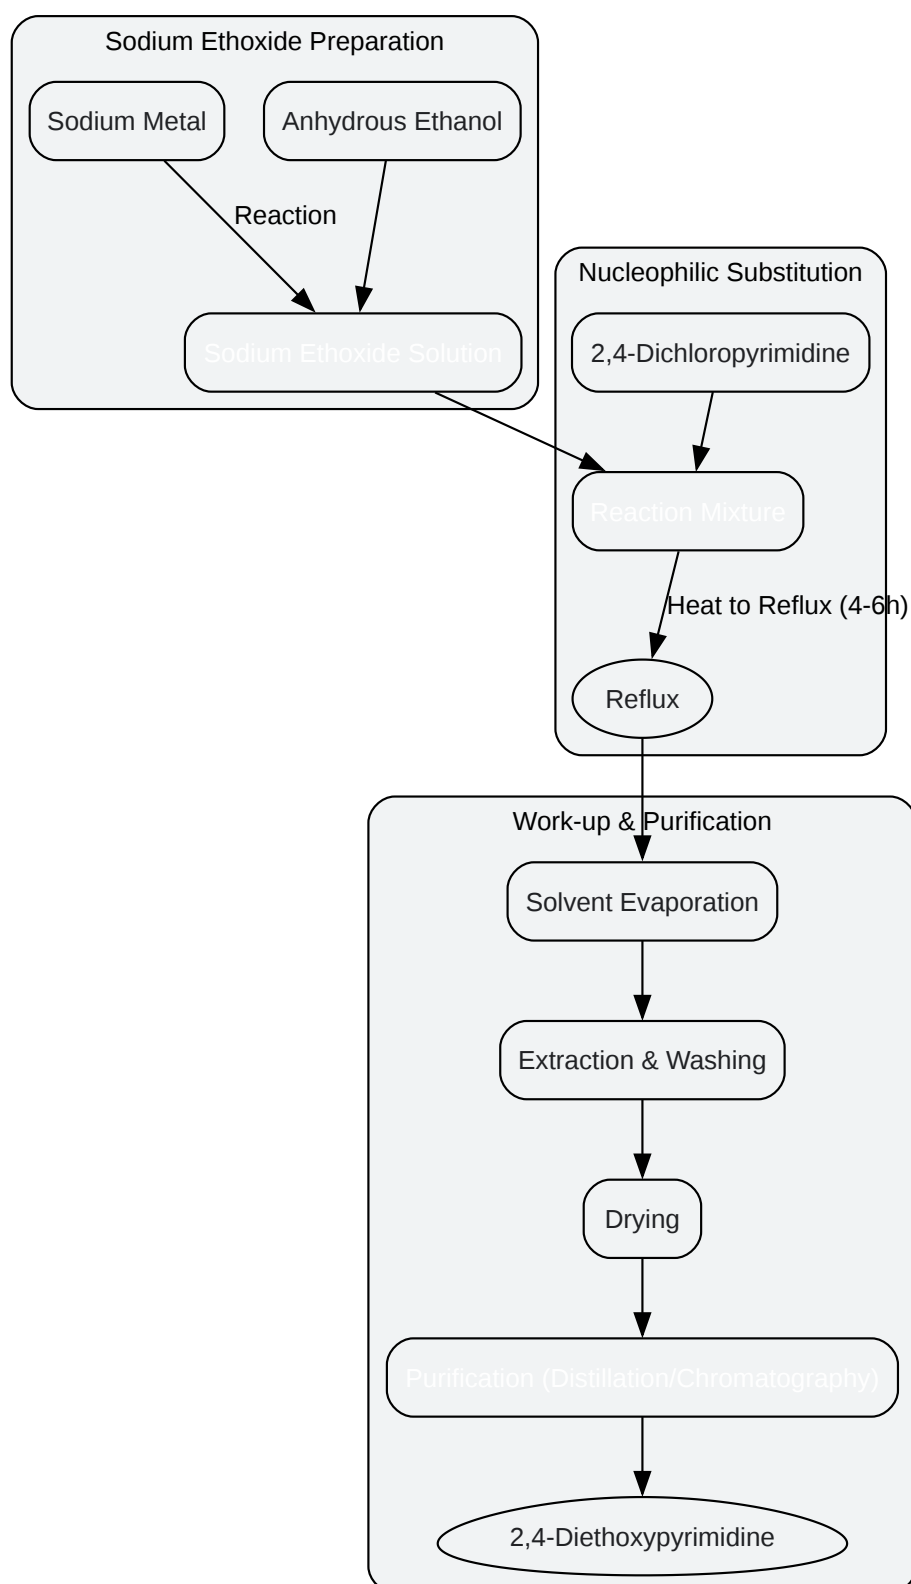 Sodium Ethoxide Preparation
Sodium Metal
Anhydrous Ethanol
Reaction
Sodium Ethoxide Solution
Nucleophilic Substitution
2,4-Dichloropyrimidine
Reaction Mixture
Heat to Reflux (4-6h)
Reflux
Work-up & Purification
Solvent Evaporation
Extraction & Washing
Drying
Purification (Distillation/Chromatography)
2,4-Diethoxypyrimidine